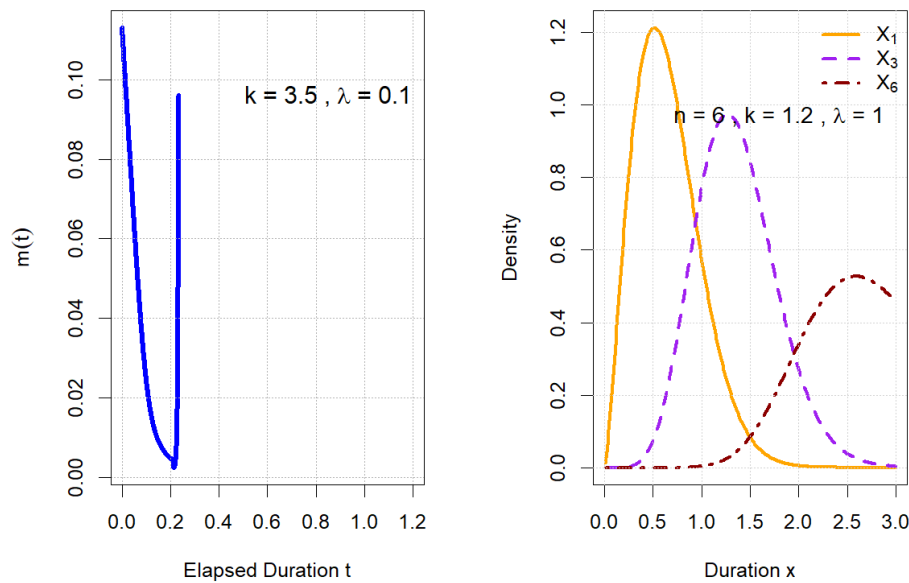 m(t)
0.10
0.08
0.06
0.04
0.02
0.00
k = 3.5 , λ = 0.1
0.0 0.2 0.4 0.6 0.8 1.0 1.2
Elapsed Duration t
Density
1.2
1.0
0.8
0.6
0.4
0.2
0.0
X₁
X₃
X₆
n = 6 , k = 1.2 , λ = 1
0.0 0.5 1.0 1.5 2.0 2.5 3.0
Duration x